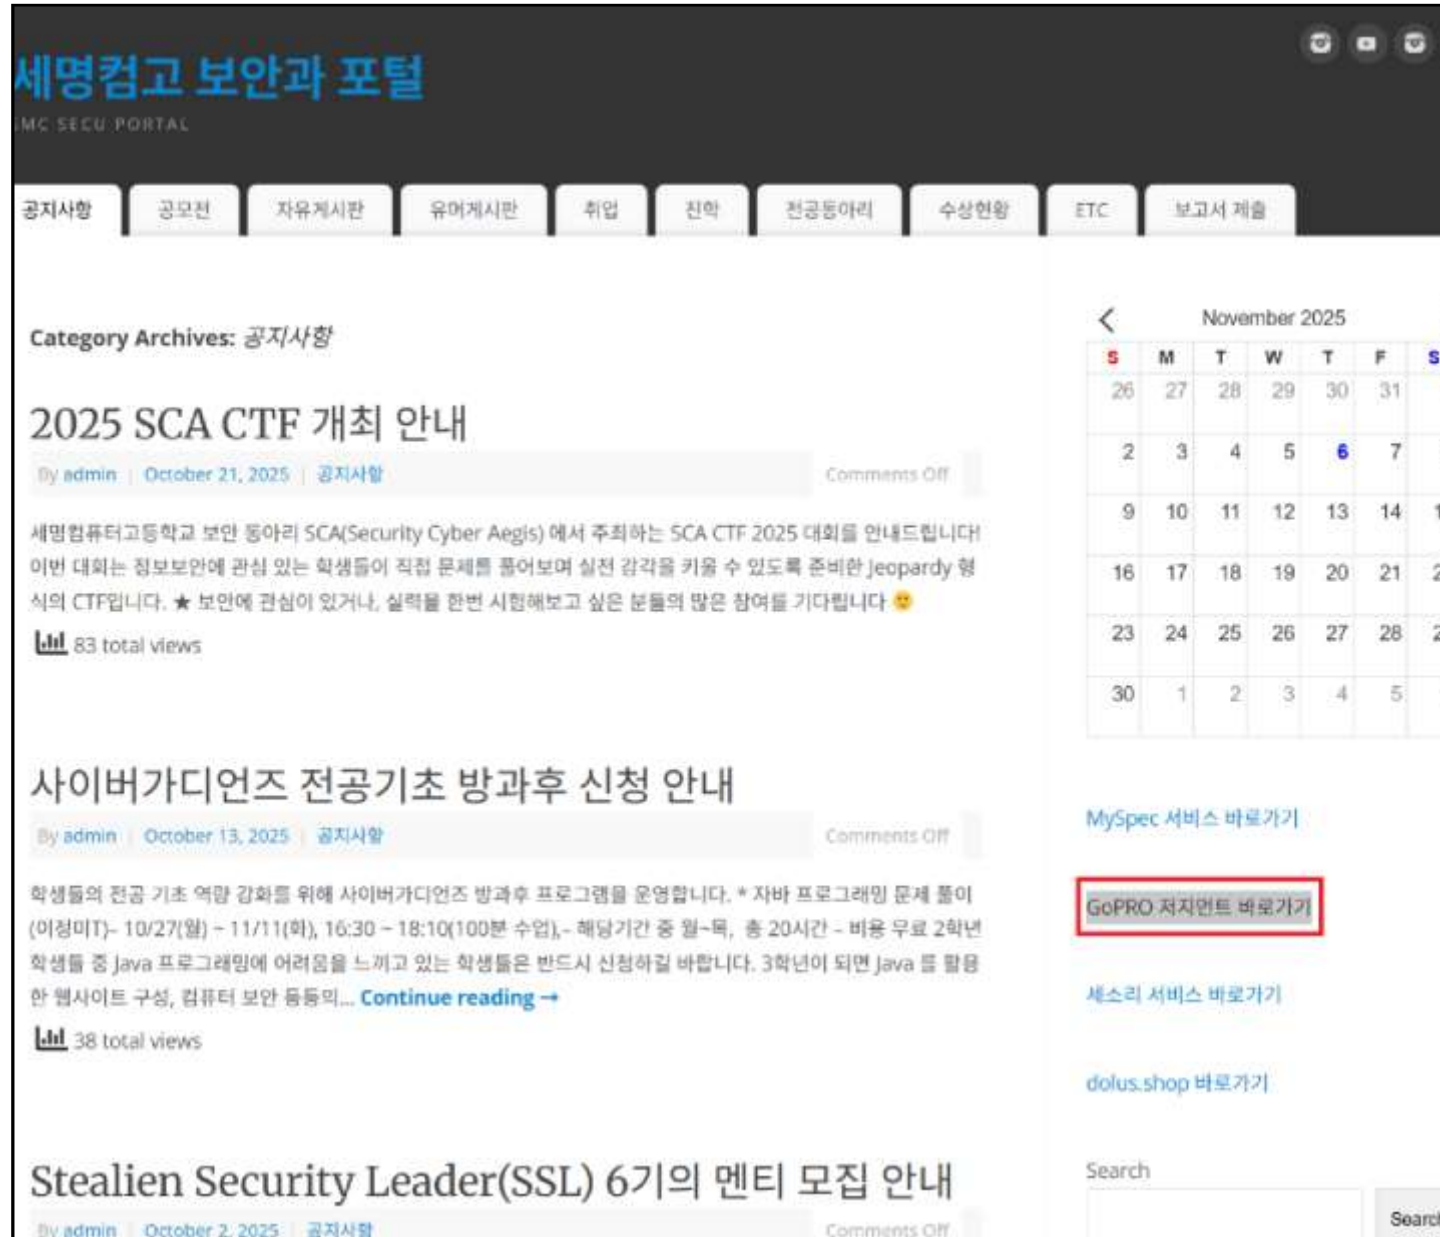 세명컴고 보안과 포털
MC SECU PORTAL
공지사항
공모전
자유게시판
유머게시판
취업
진학
전공동아리
수상현황
ETC
보고서 제출
Category Archives: 공지사항
2025 SCA CTF 개최 안내
By admin | October 21, 2025 | 공지사항
Comments Off
세명컴퓨터고등학교 보안 동아리 SCA(Security Cyber Aegis) 에서 주최하는 SCA CTF 2025 대회를 안내드립니다!
이번 대회는 정보보안에 관심 있는 학생들이 직접 문제를 풀어보며 실전 감각을 키울 수 있도록 준비한 Jeopardy 형
식의 CTF입니다. ★ 보안에 관심이 있거나, 실력을 한번 시험해보고 싶은 분들의 많은 참여를 기다립니다 🙂
83 total views
사이버가디언즈 전공기초 방과후 신청 안내
By admin | October 13, 2025 | 공지사항
Comments Off
학생들의 전공 기초 역량 강화를 위해 사이버가디언즈 방과후 프로그램을 운영합니다. * 자바 프로그래밍 문제 풀이
(이정미T)– 10/27(월) ~ 11/11(화), 16:30 ~ 18:10(100분 수업),– 해당기간 중 월~목, 총 20시간 – 비용 무료 2학년
학생들 중 Java 프로그래밍에 어려움을 느끼고 있는 학생들은 반드시 신청하길 바랍니다. 3학년이 되면 Java 를 활용
한 웹사이트 구성, 컴퓨터 보안 등등의... Continue reading →
38 total views
Stealien Security Leader(SSL) 6기의 멘티 모집 안내
By admin | October 2, 2025 | 공지사항
Comments Off
November 2025
S M T W T F S
26 27 28 29 30 31
2 3 4 5 6 7
9 10 11 12 13 14
16 17 18 19 20 21
23 24 25 26 27 28
30 1 2 3 4 5
MySpec 서비스 바로가기
GoPRO 저지먼트 바로가기
세소리 서비스 바로가기
dolus.shop 바로가기
Search
Search